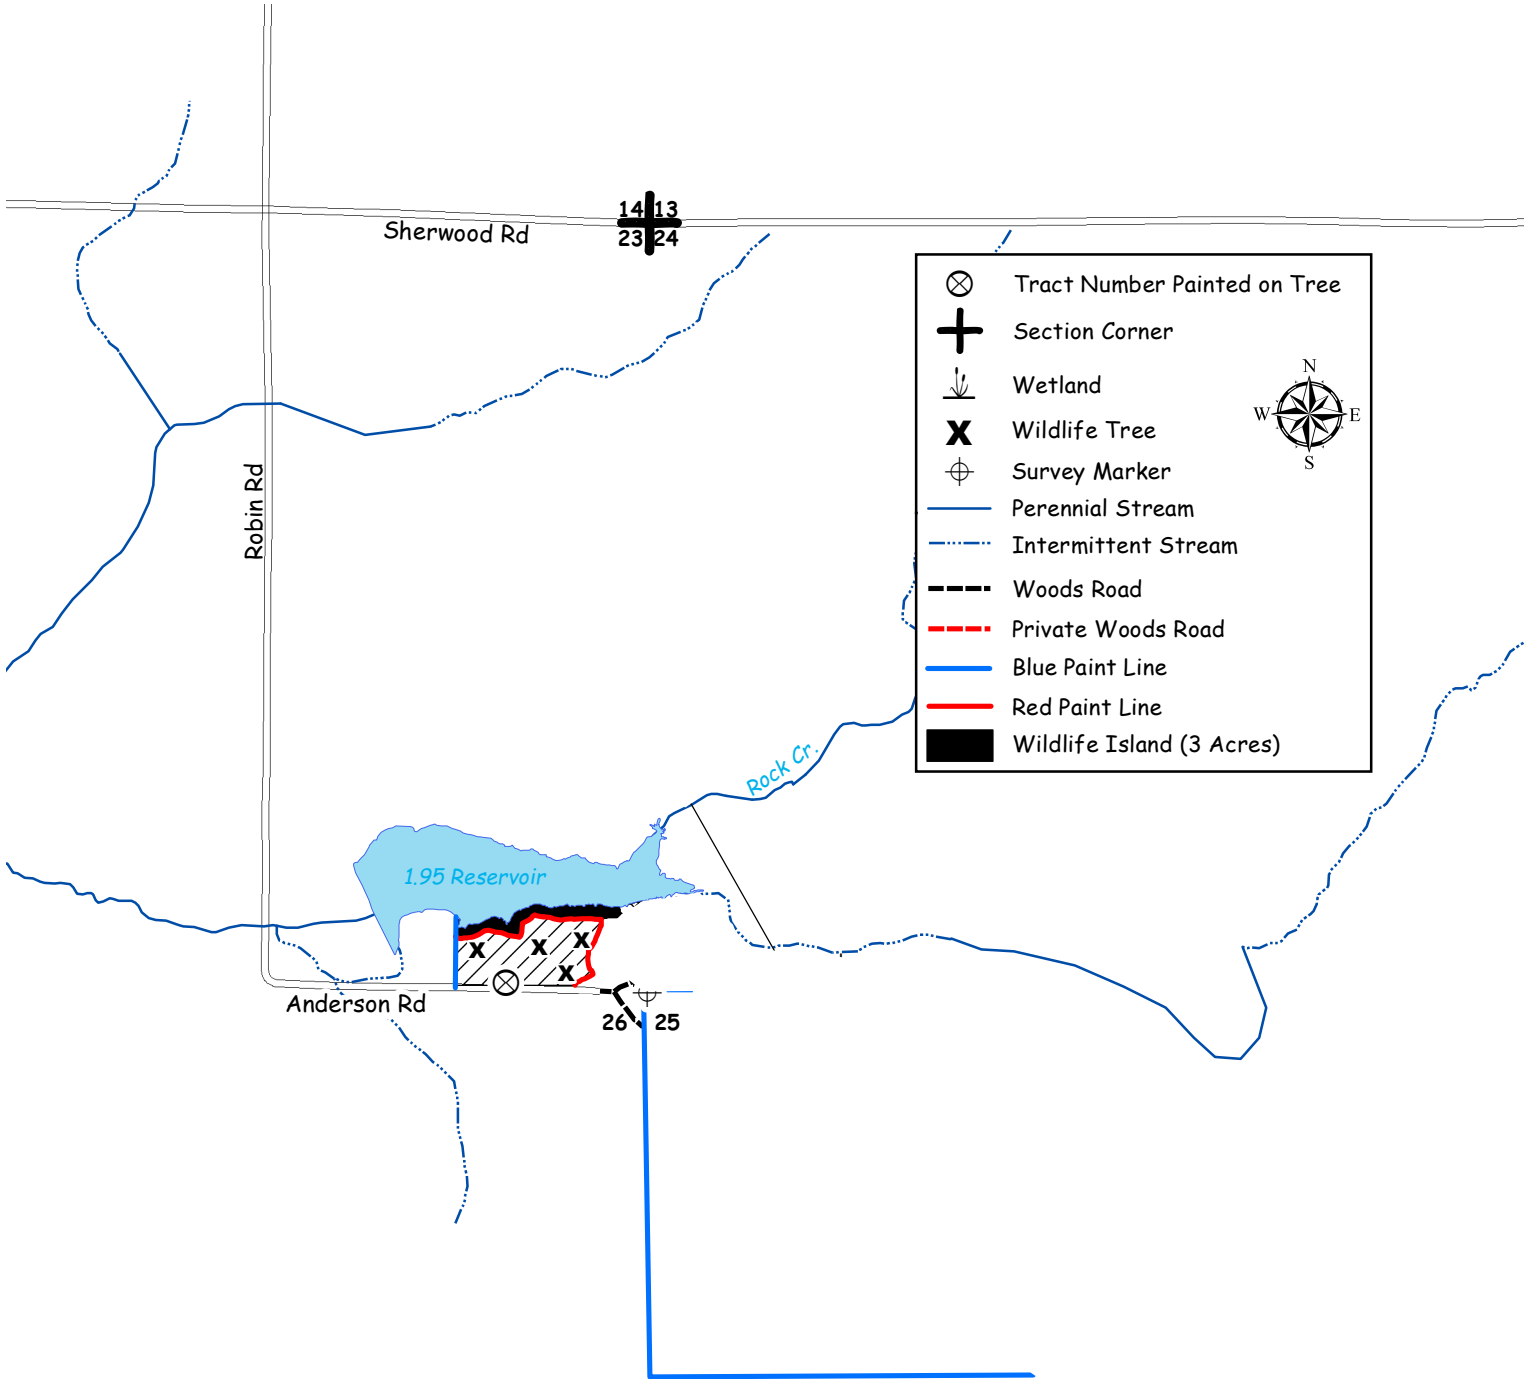 14 13
23 24
Sherwood Rd
Robin Rd
Tract Number Painted on Tree
Section Corner
Wetland
Wildlife Tree
Survey Marker
Perennial Stream
Intermittent Stream
Woods Road
Private Woods Road
Blue Paint Line
Red Paint Line
Wildlife Island (3 Acres)
N
W E
S
Rock Cr.
1.95 Reservoir
X X X
X
Anderson Rd
26 25